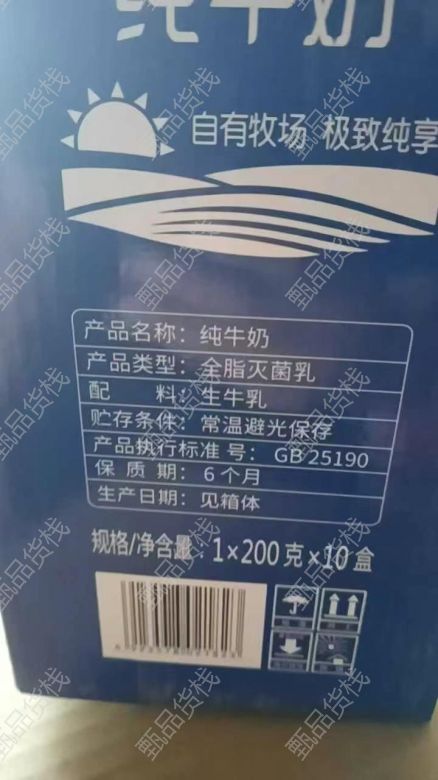 纯牛奶
自有牧场 极致纯享
产品名称：纯牛奶
产品类型：全脂灭菌乳
配 料：生牛乳
贮存条件：常温避光保存
产品执行标准号：GB 25190
保质期：6个月
生产日期：见箱体
规格/净含量：1×200克×10盒
甄品货栈